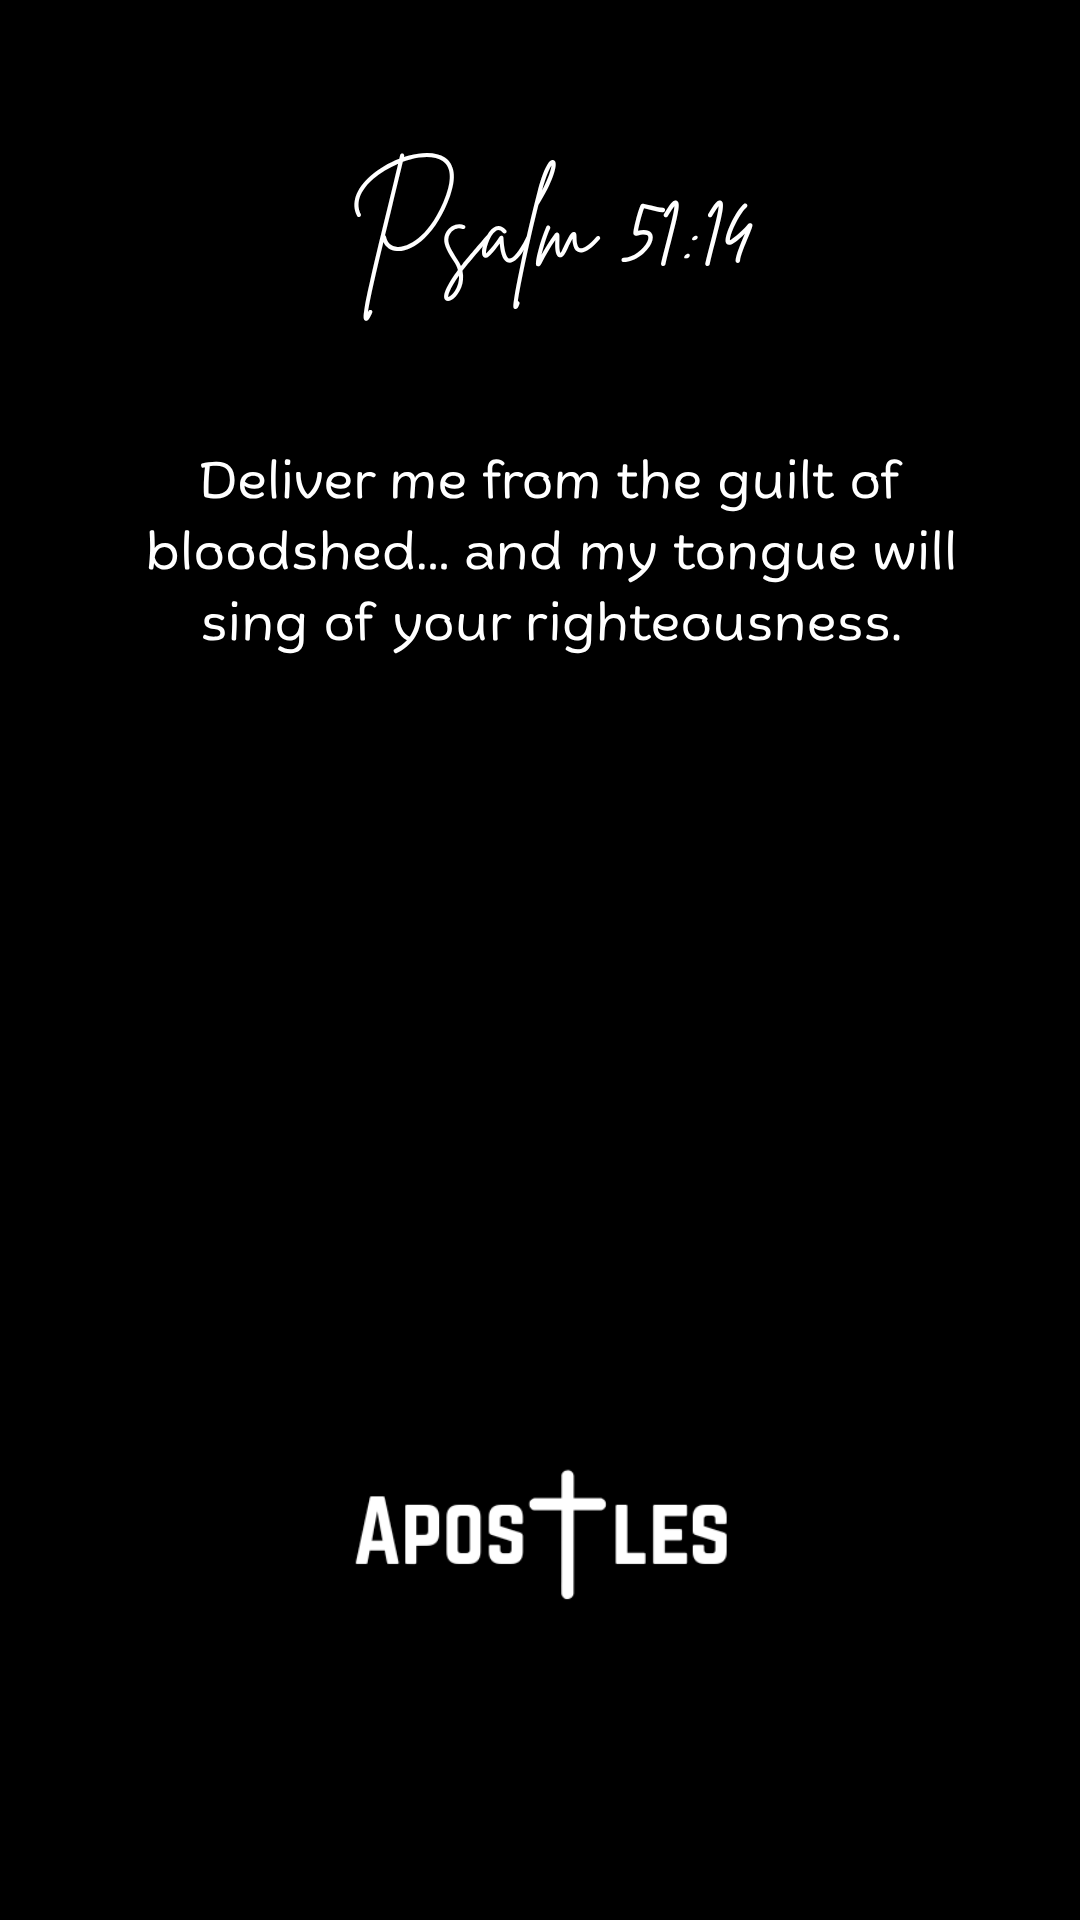 Psalm 51:14
Deliver me from the guilt of
bloodshed... and my tongue will
sing of your righteousness.
APOSTLES